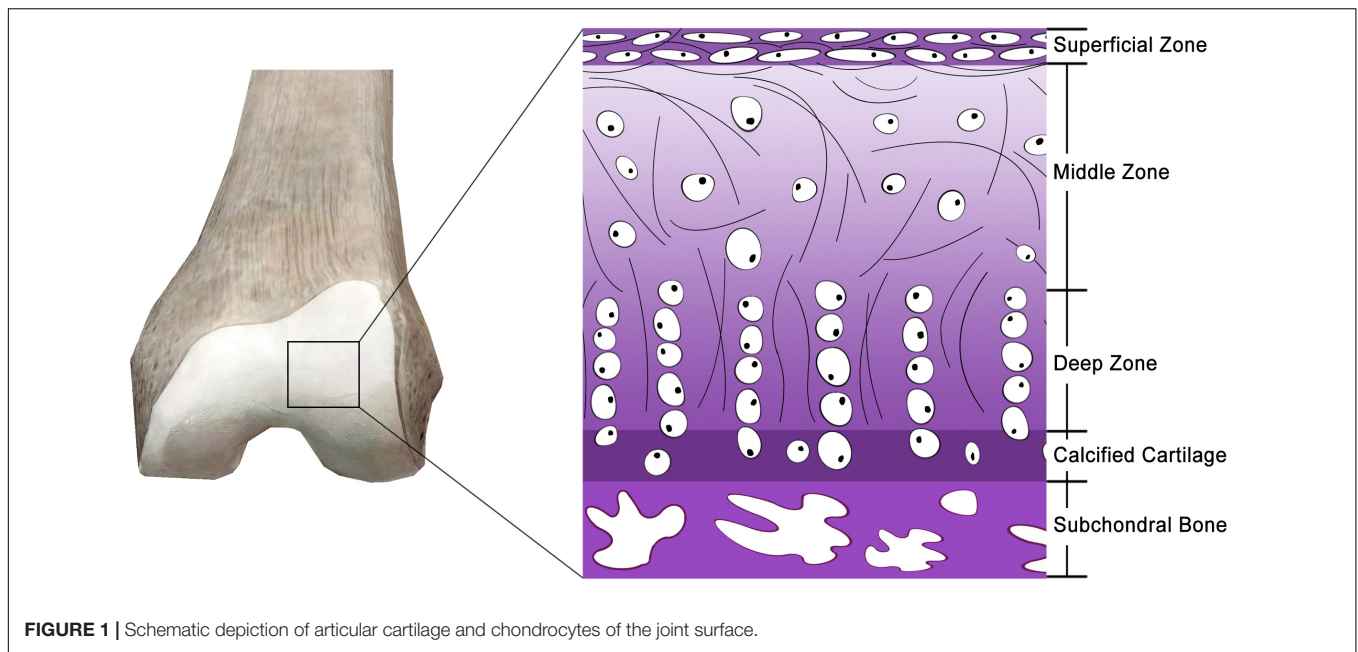 Superficial Zone
Middle Zone
Deep Zone
Calcified Cartilage
Subchondral Bone
FIGURE 1 | Schematic depiction of articular cartilage and chondrocytes of the joint surface.